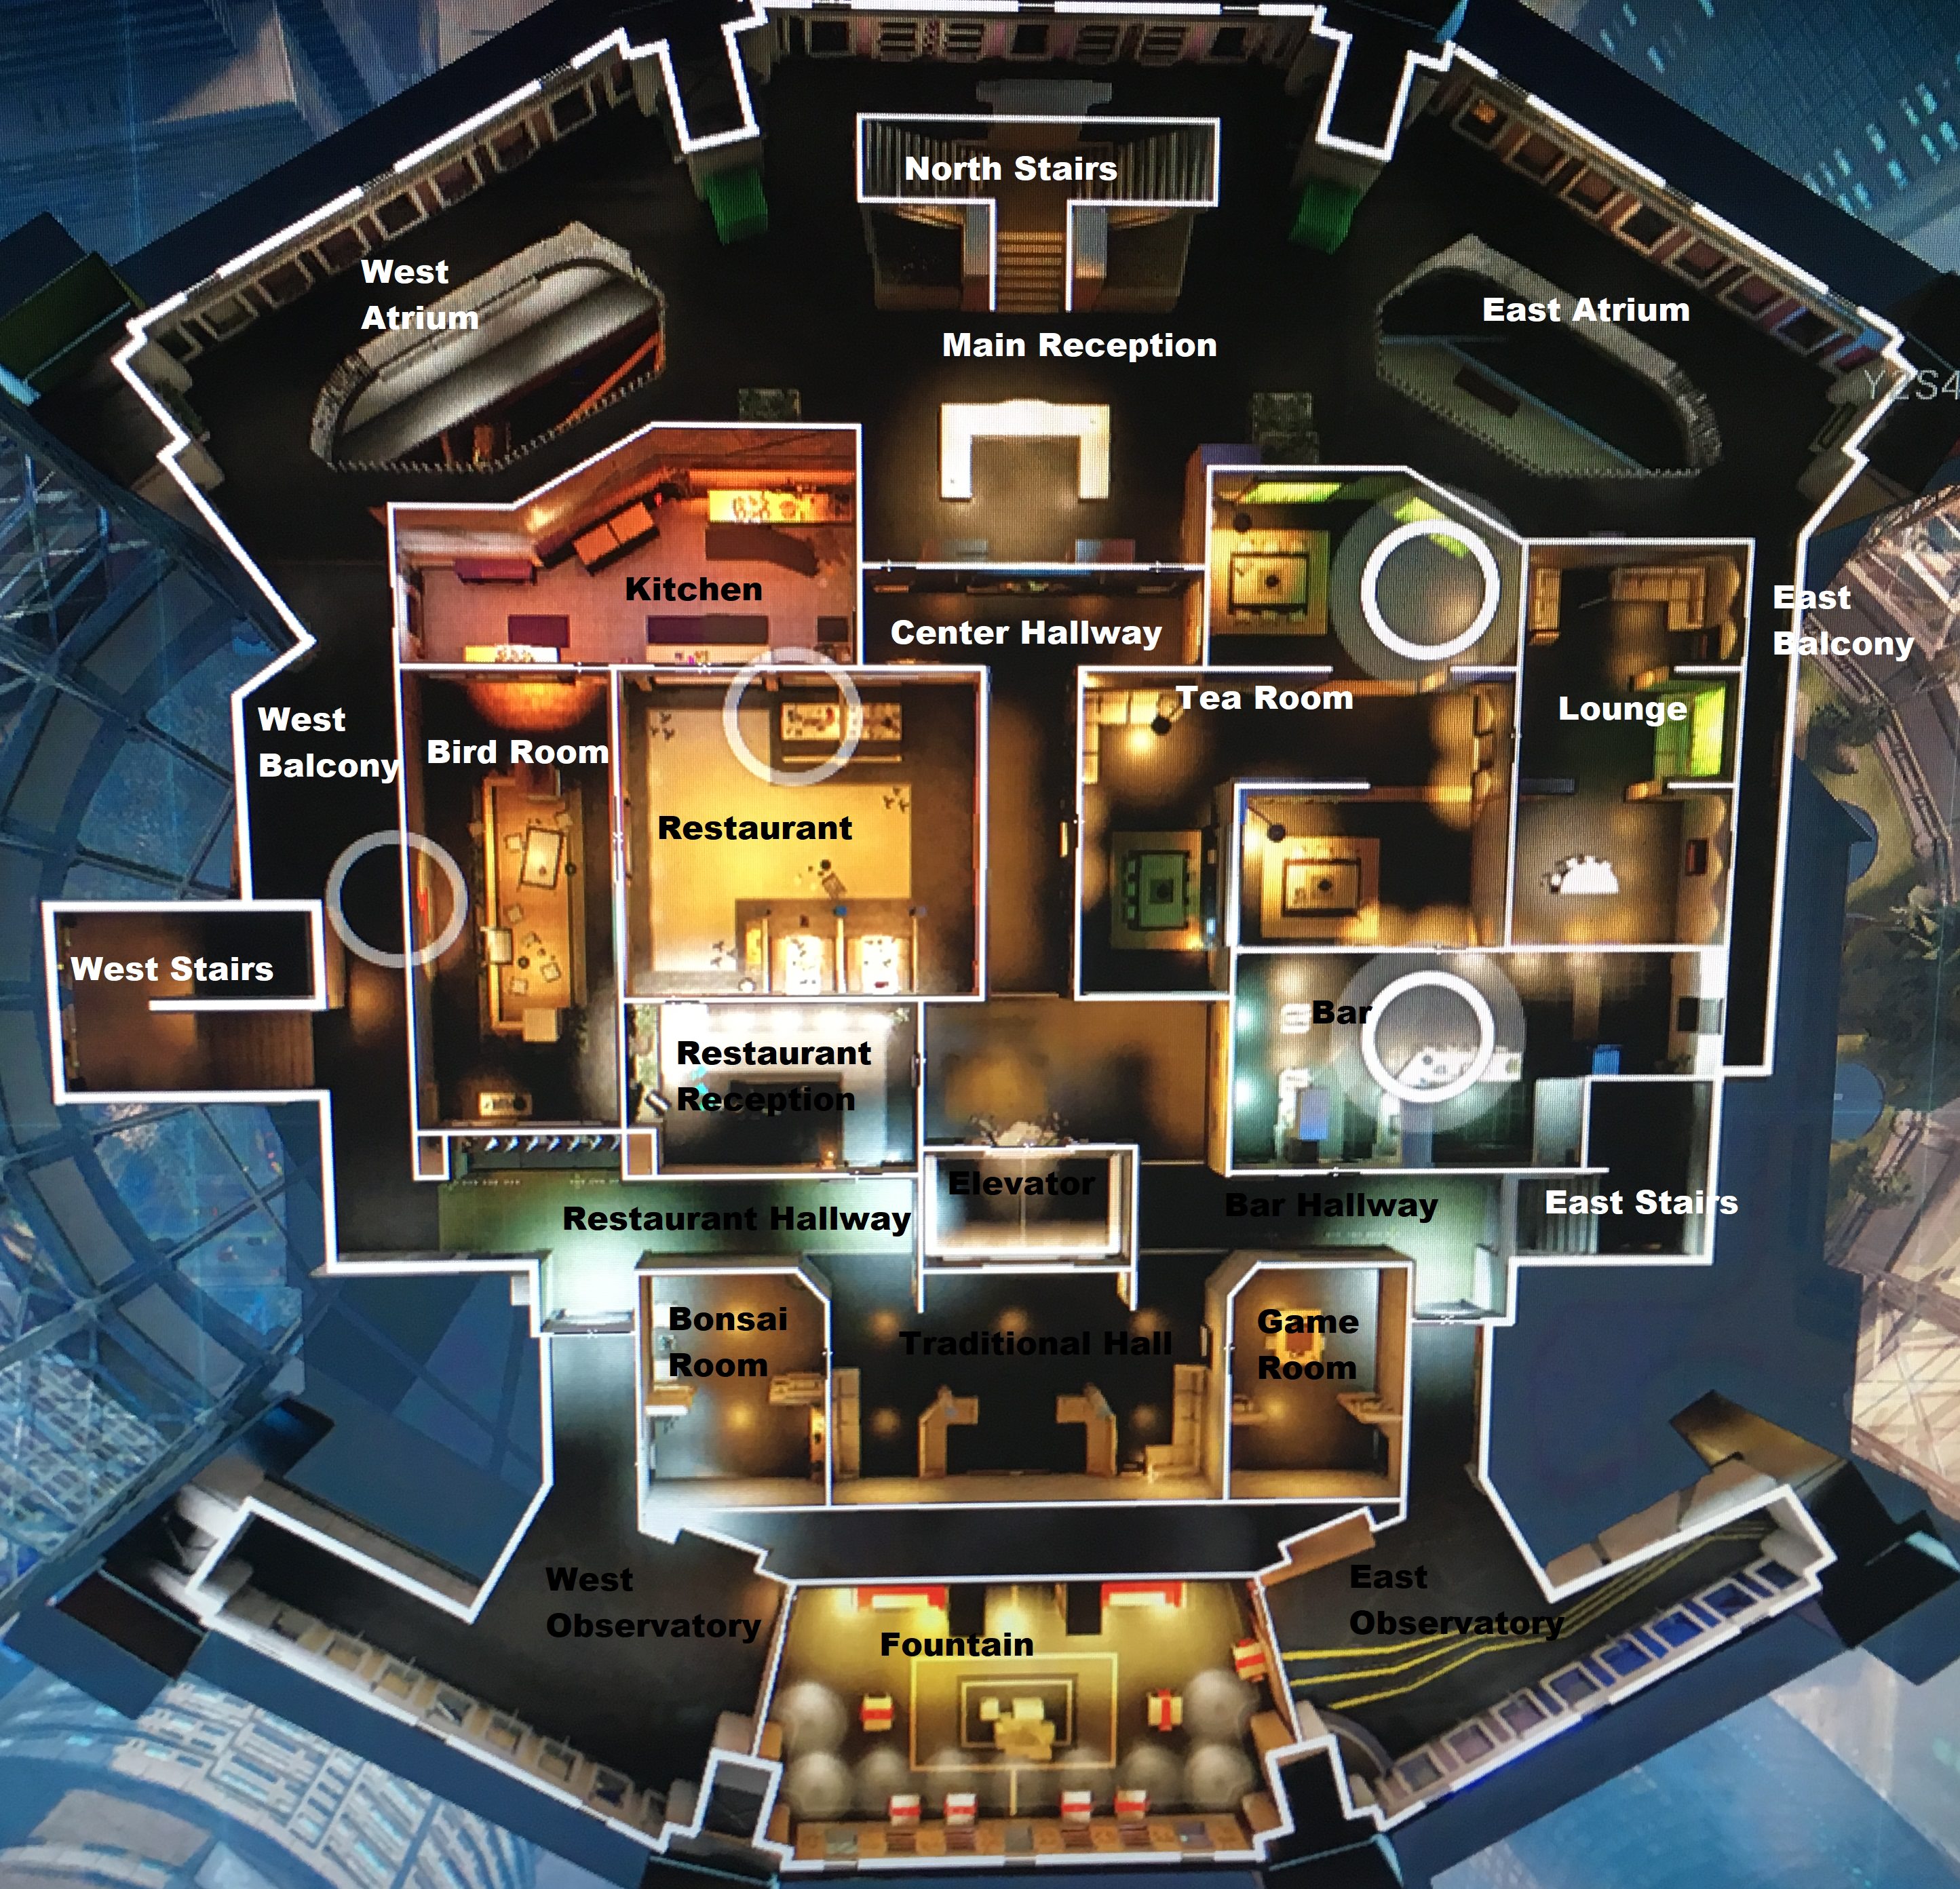 North Stairs
West
Atrium
East Atrium
Main Reception
Y2S4
Kitchen
Center Hallway
East
Balcony
Tea Room
Lounge
West
Balcony
Bird Room
Restaurant
West Stairs
Bar
Restaurant
Reception
Elevator
Restaurant Hallway
Bar Hallway
East Stairs
Bonsai
Room
Traditional Hall
Game
Room
West
Observatory
East
Observatory
Fountain